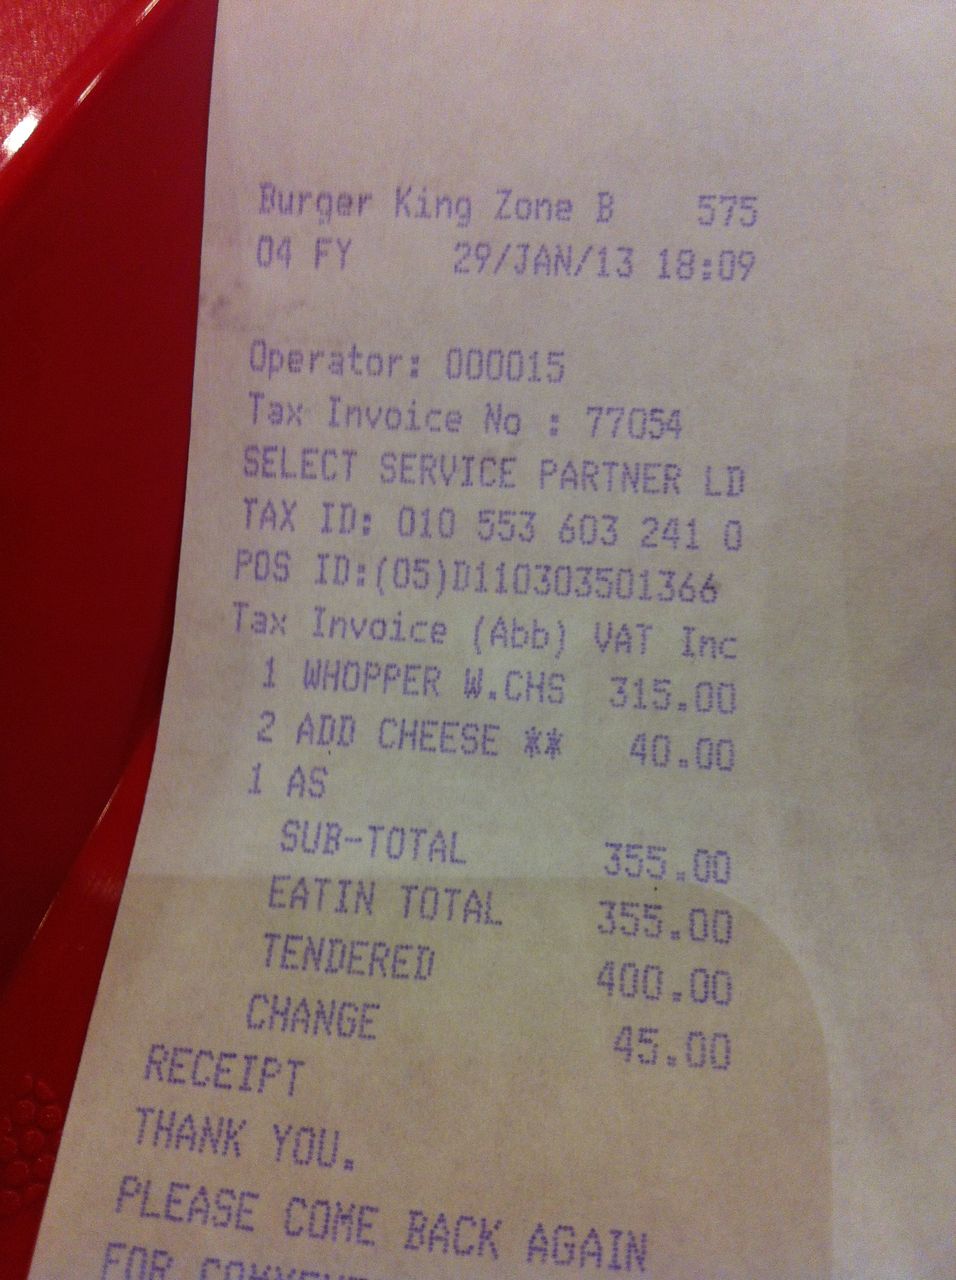 Burger King Zone B 575
04 FY 29/JAN/13 18:09
Operator: 000015
Tax Invoice No : 77054
SELECT SERVICE PARTNER LD
TAX ID: 010 553 603 241 0
POS ID:(05)D110303501366
Tax Invoice (Abb) VAT Inc
1 WHOPPER W.CHS 315.00
2 ADD CHEESE ** 40.00
1 AS
SUB-TOTAL 355.00
EATIN TOTAL 355.00
TENDERED 400.00
CHANGE 45.00
RECEIPT
THANK YOU.
PLEASE COME BACK AGAIN
FOR